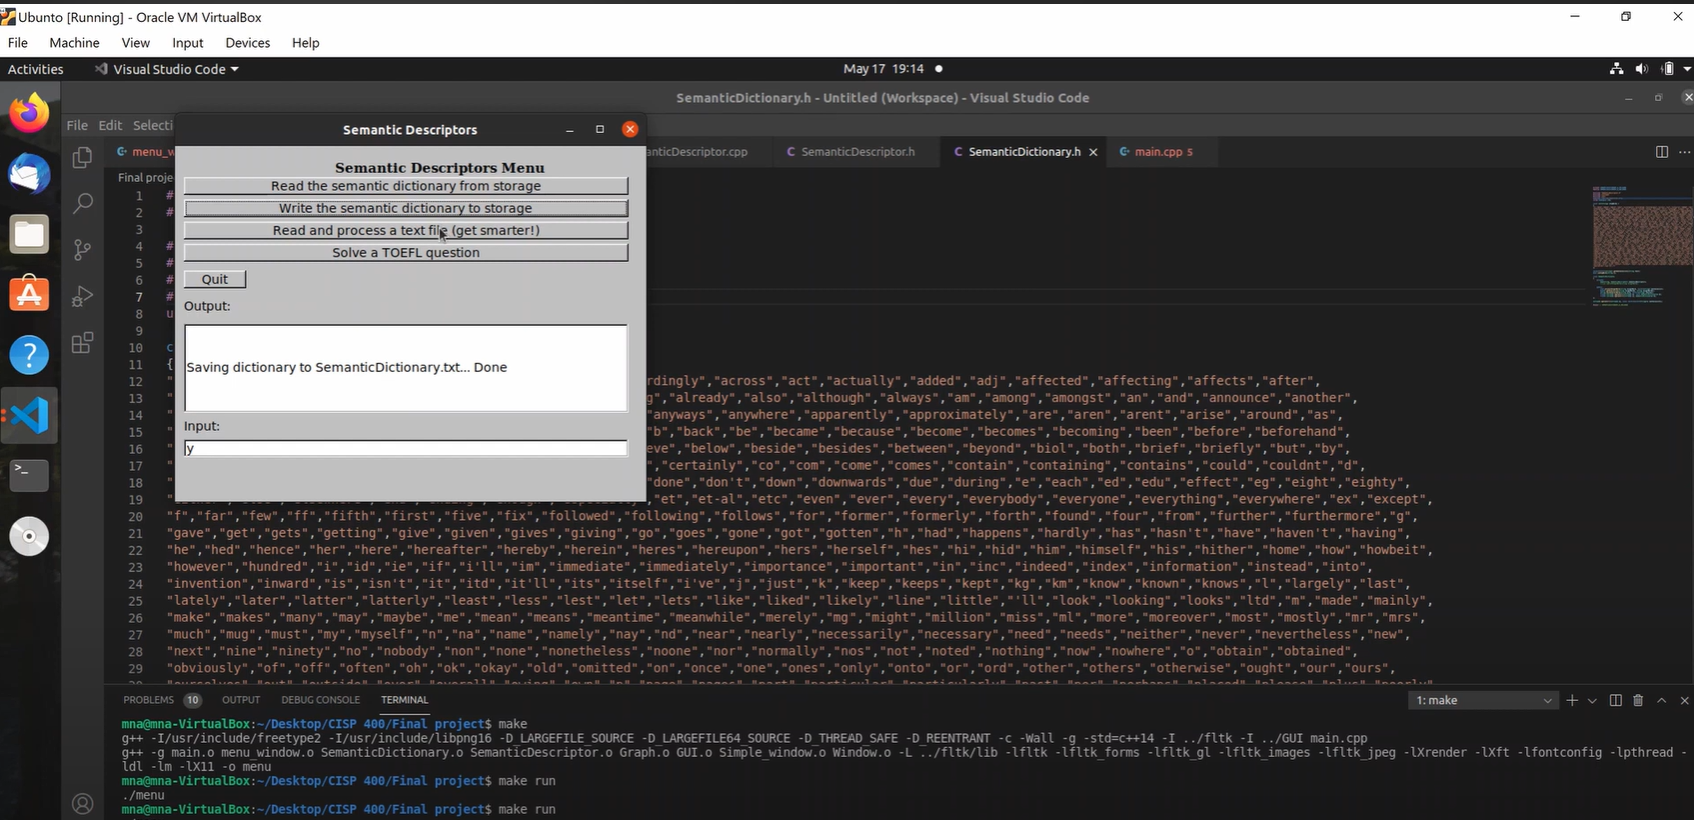 Ubunto [Running] - Oracle VM VirtualBox
File Machine View Input Devices Help
Activities Visual Studio Code May 17 19:14
SemanticDictionary.h - Untitled (Workspace) - Visual Studio Code
File Edit Selecti
Semantic Descriptors
menu_w anticDescriptor.cpp SemanticDescriptor.h SemanticDictionary.h main.cpp 5
Final proje
Semantic Descriptors Menu
Read the semantic dictionary from storage
Write the semantic dictionary to storage
Read and process a text file (get smarter!)
Solve a TOEFL question
Quit
Output:
Saving dictionary to SemanticDictionary.txt... Done
Input:
y
1 #
2 #
3
4 #
5 #
6 #
7 #
8 u
9
10 c
11 {
12 " rdingly","across","act","actually","added","adj","affected","affecting","affects","after",
13 " g","already","also","although","always","am","among","amongst","an","and","announce","another",
14 " anyways","anywhere","apparently","approximately","are","aren","arent","arise","around","as",
15 " b","back","be","became","because","become","becomes","becoming","been","before","beforehand",
16 " eve","below","beside","besides","between","beyond","biol","both","brief","briefly","but","by",
17 " "certainly","co","com","come","comes","contain","containing","contains","could","couldnt","d",
18 " "done","don't","down","downwards","due","during","e","each","ed","edu","effect","eg","eight","eighty",
19 "et","et-al","etc","even","ever","every","everybody","everyone","everything","everywhere","ex","except",
20 "f","far","few","ff","fifth","first","five","fix","followed","following","follows","for","former","formerly","forth","found","four","from","further","furthermore","g",
21 "gave","get","gets","getting","give","given","gives","giving","go","goes","gone","got","gotten","h","had","happens","hardly","has","hasn't","have","haven't","having",
22 "he","hed","hence","her","here","hereafter","hereby","herein","heres","hereupon","hers","herself","hes","hi","hid","him","himself","his","hither","home","how","howbeit",
23 "however","hundred","i","id","ie","if","i'll","im","immediate","immediately","importance","important","in","inc","indeed","index","information","instead","into",
24 "invention","inward","is","isn't","it","itd","it'll","its","itself","i've","j","just","k","keep","keeps","kept","kg","km","know","known","knows","l","largely","last",
25 "lately","later","latter","latterly","least","less","lest","let","lets","like","liked","likely","line","little","'ll","look","looking","looks","ltd","m","made","mainly",
26 "make","makes","many","may","maybe","me","mean","means","meantime","meanwhile","merely","mg","might","million","miss","ml","more","moreover","most","mostly","mr","mrs",
27 "much","mug","must","my","myself","n","na","name","namely","nay","nd","near","nearly","necessarily","necessary","need","needs","neither","never","nevertheless","new",
28 "next","nine","ninety","no","nobody","non","none","nonetheless","noone","nor","normally","nos","not","noted","nothing","now","nowhere","o","obtain","obtained",
29 "obviously","of","off","often","oh","ok","okay","old","omitted","on","once","one","ones","only","onto","or","ord","other","others","otherwise","ought","our","ours",
PROBLEMS 10 OUTPUT DEBUG CONSOLE TERMINAL 1: make
mna@mna-VirtualBox:~/Desktop/CISP 400/Final project$ make
g++ -I/usr/include/freetype2 -I/usr/include/libpng16 -D_LARGEFILE_SOURCE -D_LARGEFILE64_SOURCE -D_THREAD_SAFE -D_REENTRANT -c -Wall -g -std=c++14 -I ../fltk -I ../GUI main.cpp
g++ -g main.o menu_window.o SemanticDictionary.o SemanticDescriptor.o Graph.o GUI.o Simple_window.o Window.o -L ../fltk/lib -lfltk -lfltk_forms -lfltk_gl -lfltk_images -lfltk_jpeg -lXrender -lXft -lfontconfig -lpthread -
ldl -lm -lX11 -o menu
mna@mna-VirtualBox:~/Desktop/CISP 400/Final project$ make run
./menu
mna@mna-VirtualBox:~/Desktop/CISP 400/Final project$ make run